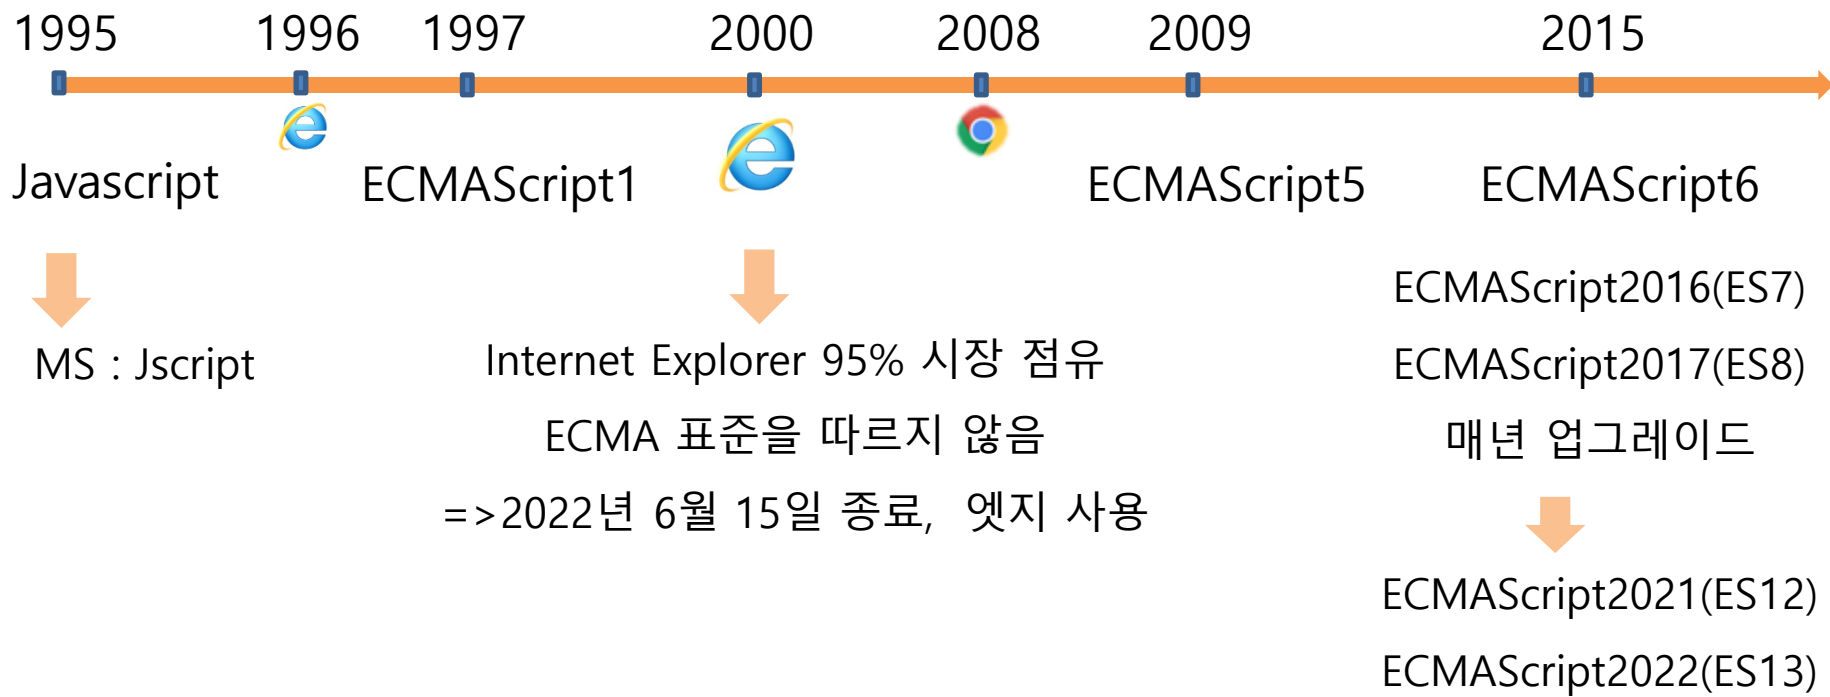 1995 1996 1997 2000 2008 2009 2015
Javascript ECMAScript1 ECMAScript5 ECMAScript6
MS : Jscript
Internet Explorer 95% 시장 점유
ECMA 표준을 따르지 않음
=>2022년 6월 15일 종료, 엣지 사용
ECMAScript2016(ES7)
ECMAScript2017(ES8)
매년 업그레이드
ECMAScript2021(ES12)
ECMAScript2022(ES13)